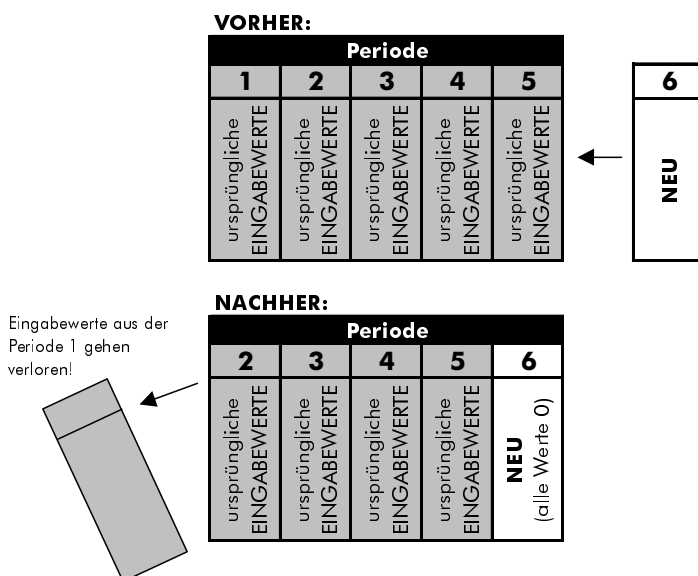 VORHER:
Periode
1 2 3 4 5 6
ursprüngliche
EINGABEWERTE
ursprüngliche
EINGABEWERTE
ursprüngliche
EINGABEWERTE
ursprüngliche
EINGABEWERTE
ursprüngliche
EINGABEWERTE
NEU
NACHHER:
Eingabewerte aus der
Periode 1 gehen
verloren!
Periode
2 3 4 5 6
ursprüngliche
EINGABEWERTE
ursprüngliche
EINGABEWERTE
ursprüngliche
EINGABEWERTE
ursprüngliche
EINGABEWERTE
NEU
(alle Werte 0)